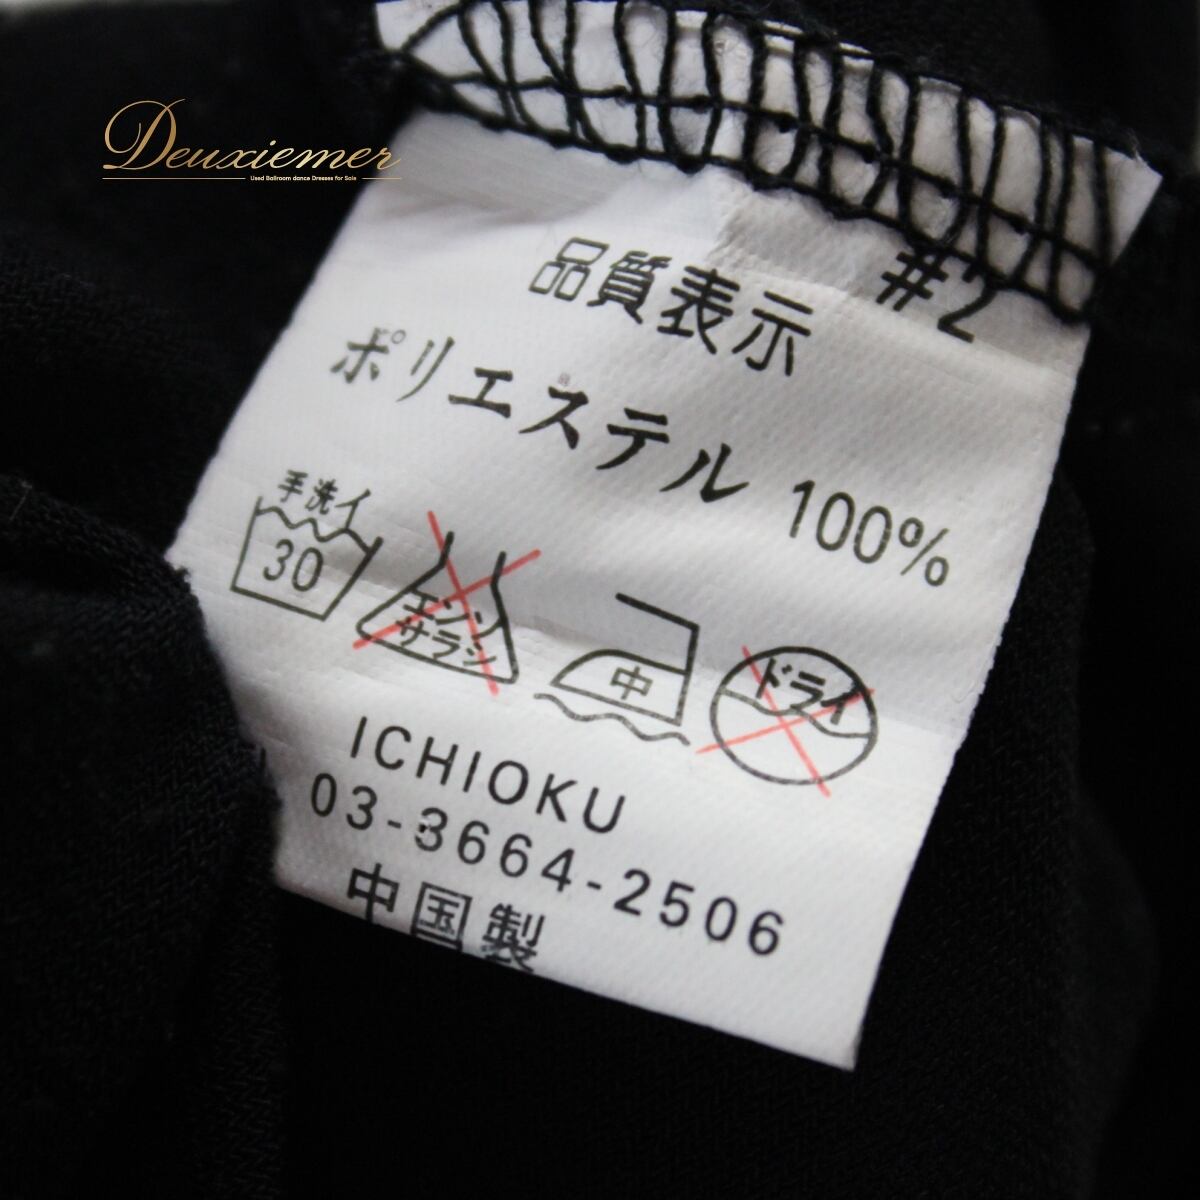 Deuxiemer
Used Ballroom dance Dresses for Sale
#2
品質表示
ポリエステル 100%
手洗イ
30
エンソ
サラシ
中
ドライ
ICHIOKU
03-3664-2506
中国製